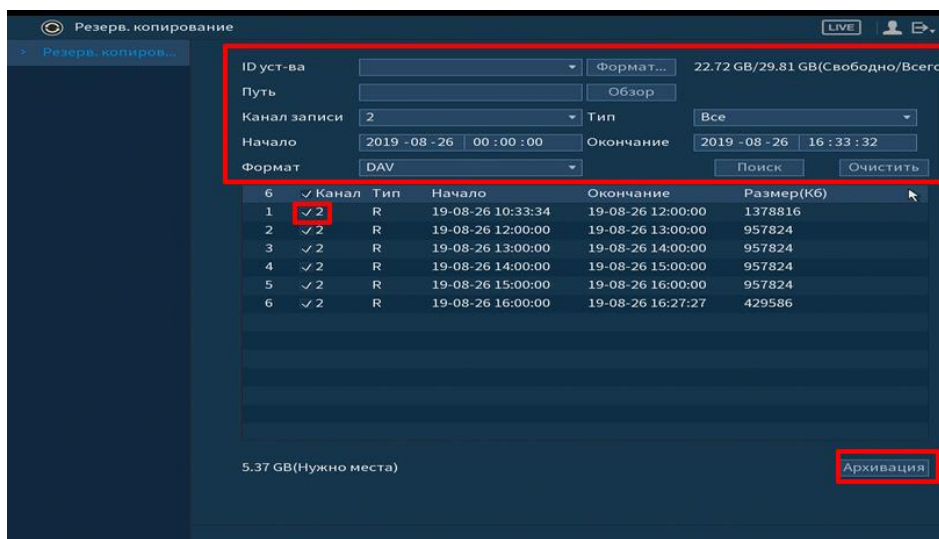 Резерв. копирование LIVE
> Резерв. копиров...
ID уст-ва Формат... 22.72 GB/29.81 GB(Свободно/Всего
Путь Обзор
Канал записи 2 Тип Все
Начало 2019 -08 -26 00 : 00 : 00 Окончание 2019 -08 -26 16 : 33 : 32
Формат DAV Поиск Очистить
6 Канал Тип Начало Окончание Размер(Кб)
1 2 R 19-08-26 10:33:34 19-08-26 12:00:00 1378816
2 2 R 19-08-26 12:00:00 19-08-26 13:00:00 957824
3 2 R 19-08-26 13:00:00 19-08-26 14:00:00 957824
4 2 R 19-08-26 14:00:00 19-08-26 15:00:00 957824
5 2 R 19-08-26 15:00:00 19-08-26 16:00:00 957824
6 2 R 19-08-26 16:00:00 19-08-26 16:27:27 429586
5.37 GB(Нужно места) Архивация